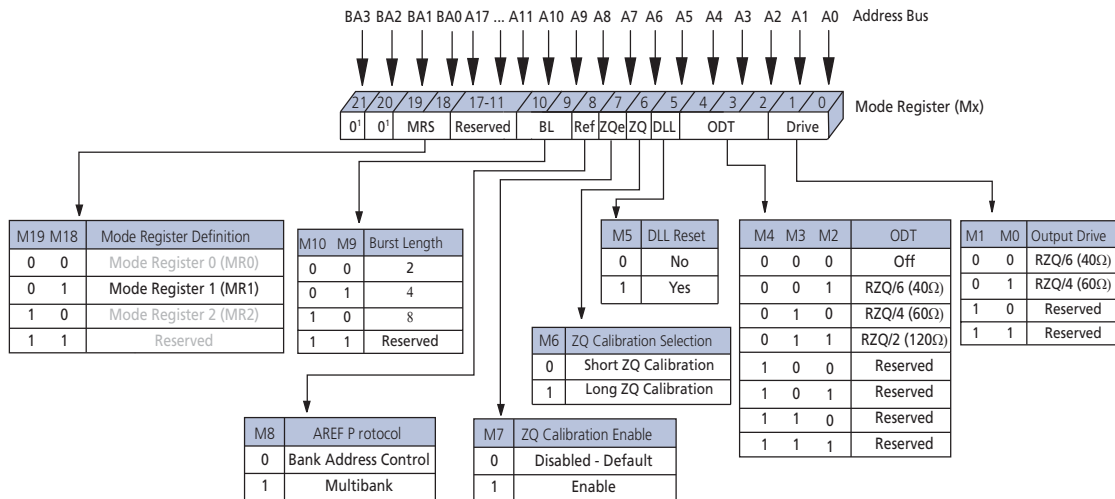 BA3 BA2 BA1 BA0 A17 ... A11 A10 A9 A8 A7 A6 A5 A4 A3 A2 A1 A0 Address Bus
21 20 19 18 17-11 10 9 8 7 6 5 4 3 2 1 0 Mode Register (Mx)
0¹ 0¹ MRS Reserved BL Ref ZQe ZQ DLL ODT Drive
M19 M18 Mode Register Definition
0 0 Mode Register 0 (MR0)
0 1 Mode Register 1 (MR1)
1 0 Mode Register 2 (MR2)
1 1 Reserved
M10 M9 Burst Length
0 0 2
0 1 4
1 0 8
1 1 Reserved
M5 DLL Reset
0 No
1 Yes
M4 M3 M2 ODT
0 0 0 Off
0 0 1 RZQ/6 (40Ω)
0 1 0 RZQ/4 (60Ω)
0 1 1 RZQ/2 (120Ω)
1 0 0 Reserved
1 0 1 Reserved
1 1 0 Reserved
1 1 1 Reserved
M1 M0 Output Drive
0 0 RZQ/6 (40Ω)
0 1 RZQ/4 (60Ω)
1 0 Reserved
1 1 Reserved
M6 ZQ Calibration Selection
0 Short ZQ Calibration
1 Long ZQ Calibration
M8 AREF P rotocol
0 Bank Address Control
1 Multibank
M7 ZQ Calibration Enable
0 Disabled - Default
1 Enable